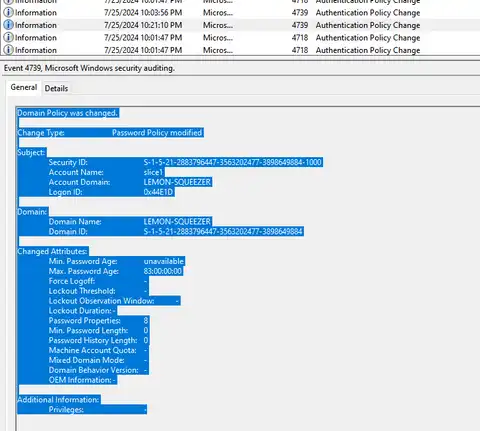 Information 7/25/2024 10:01:47 PM Micros... 4718 Authentication Policy Change
Information 7/25/2024 10:03:56 PM Micros... 4739 Authentication Policy Change
Information 7/25/2024 10:21:10 PM Micros... 4739 Authentication Policy Change
Information 7/25/2024 10:01:47 PM Micros... 4718 Authentication Policy Change
Information 7/25/2024 10:01:47 PM Micros... 4718 Authentication Policy Change
Event 4739, Microsoft Windows security auditing.
General Details
Domain Policy was changed.
Change Type: Password Policy modified
Subject:
Security ID: S-1-5-21-2883796447-3563202477-3898649884-1000
Account Name: slice1
Account Domain: LEMON-SQUEEZER
Logon ID: 0x44E1D
Domain:
Domain Name: LEMON-SQUEEZER
Domain ID: S-1-5-21-2883796447-3563202477-3898649884
Changed Attributes:
Min. Password Age: unavailable
Max. Password Age: 83:00:00:00
Force Logoff: -
Lockout Threshold: -
Lockout Observation Window: -
Lockout Duration: -
Password Properties: 8
Min. Password Length: 0
Password History Length: 0
Machine Account Quota: -
Mixed Domain Mode: -
Domain Behavior Version: -
OEM Information: -
Additional Information:
Privileges: -